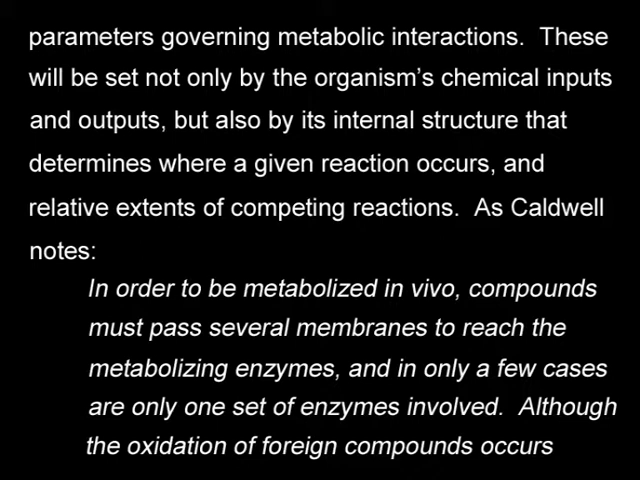 parameters governing metabolic interactions.  These
will be set not only by the organism’s chemical inputs
and outputs, but also by its internal structure that
determines where a given reaction occurs, and
relative extents of competing reactions.  As Caldwell
notes:
In order to be metabolized in vivo, compounds
must pass several membranes to reach the
metabolizing enzymes, and in only a few cases
are only one set of enzymes involved.  Although
the oxidation of foreign compounds occurs